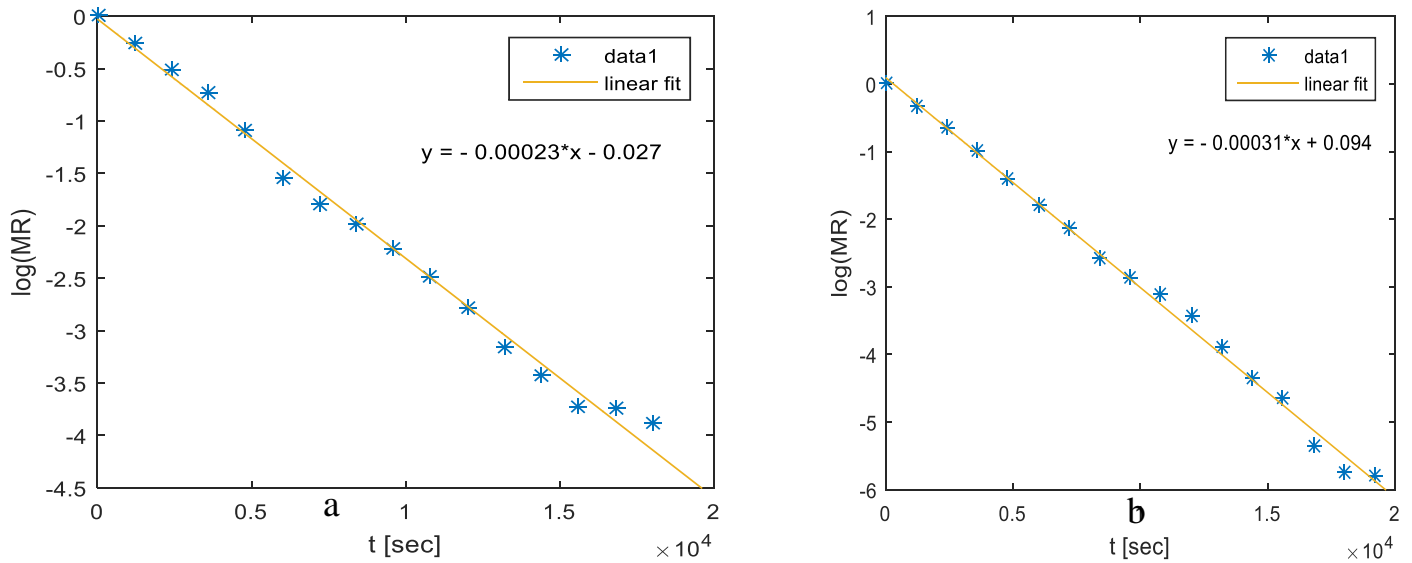 0
-0.5
-1
-1.5
-2
-2.5
-3
-3.5
-4
-4.5
log(MR)
data1
linear fit
y = - 0.00023*x - 0.027
0 0.5 1 1.5 2
a
t [sec]
×10^4
1
0
-1
-2
-3
-4
-5
-6
log(MR)
data1
linear fit
y = - 0.00031*x + 0.094
0 0.5 1.5 2
b
t [sec]
×10^4